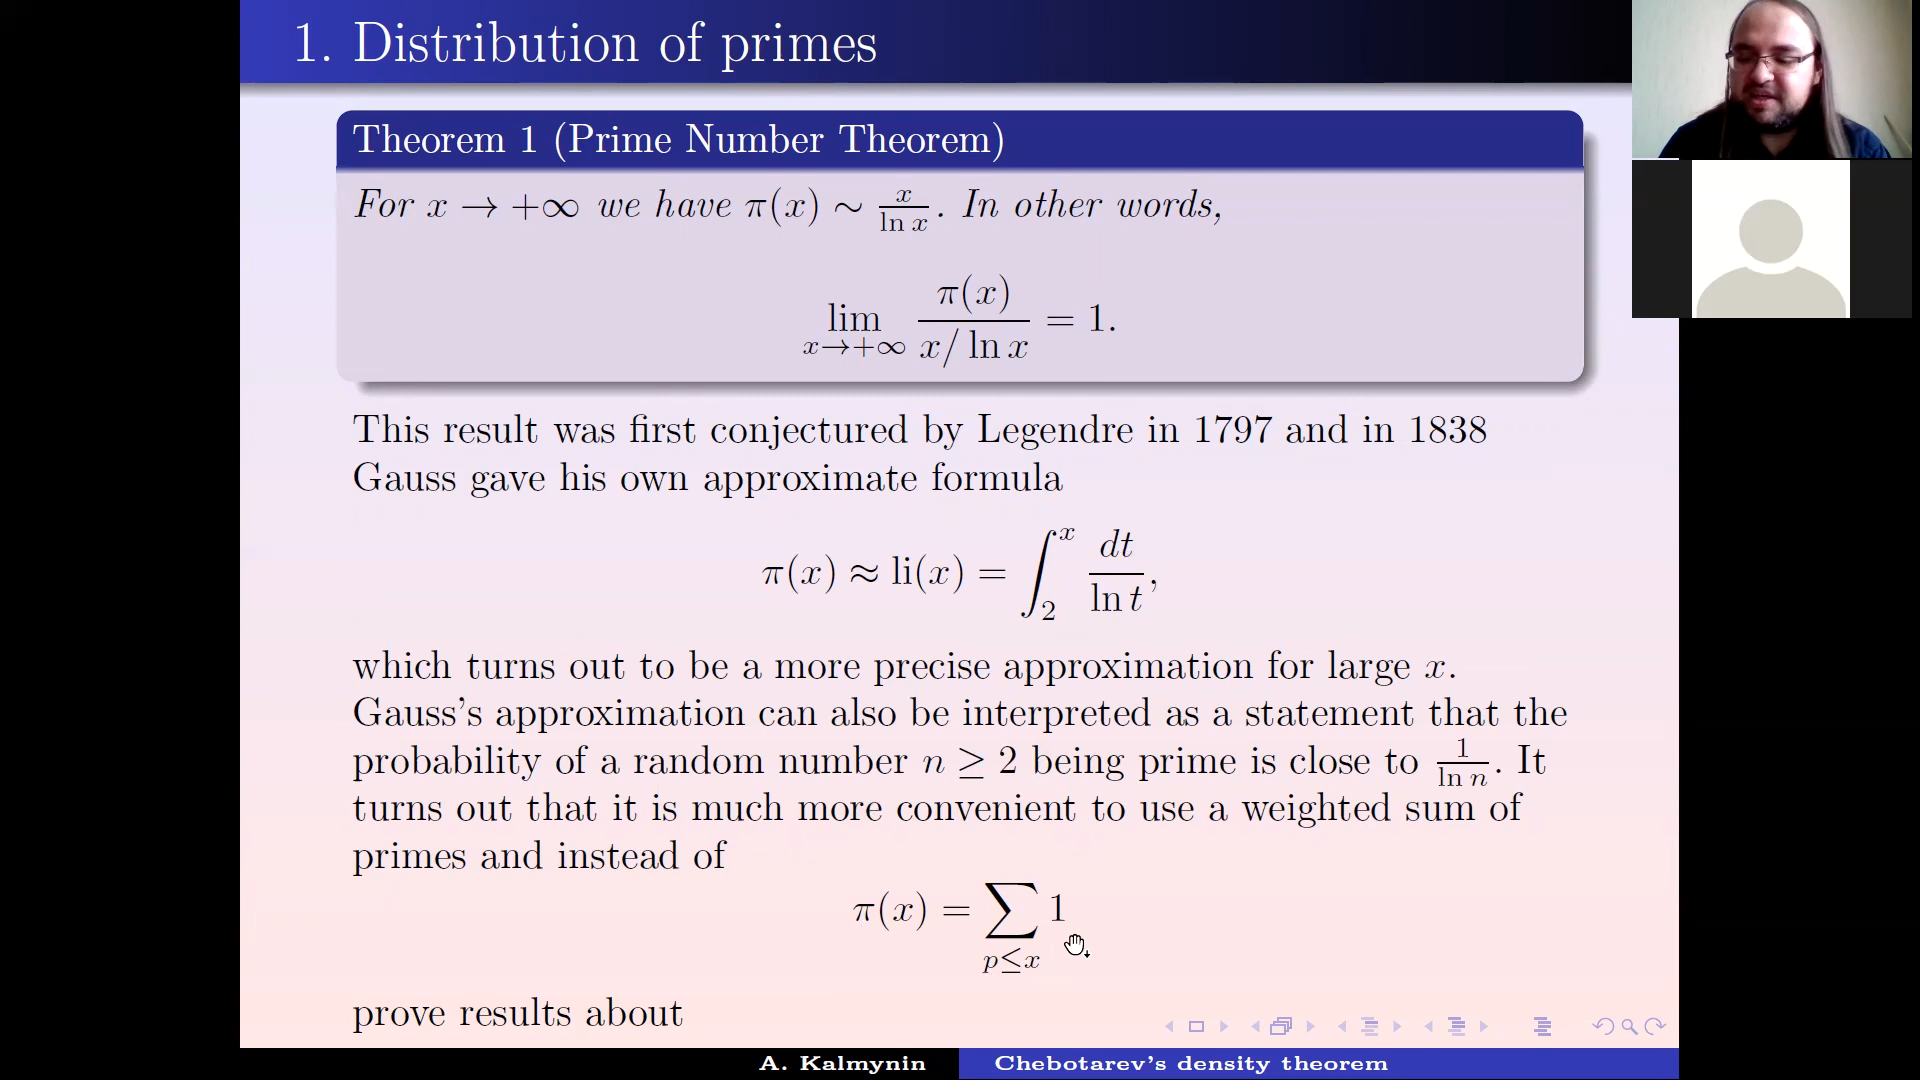 1. Distribution of primes
Theorem 1 (Prime Number Theorem)
For x → +∞ we have π(x) ∼ x/ln x. In other words,
lim x→+∞ π(x)/(x/ ln x) = 1.
This result was first conjectured by Legendre in 1797 and in 1838
Gauss gave his own approximate formula
π(x) ≈ li(x) = ∫₂ˣ dt/ln t,
which turns out to be a more precise approximation for large x.
Gauss's approximation can also be interpreted as a statement that the
probability of a random number n ≥ 2 being prime is close to 1/ln n. It
turns out that it is much more convenient to use a weighted sum of
primes and instead of
π(x) = ∑ p≤x 1
prove results about
A. Kalmynin Chebotarev's density theorem